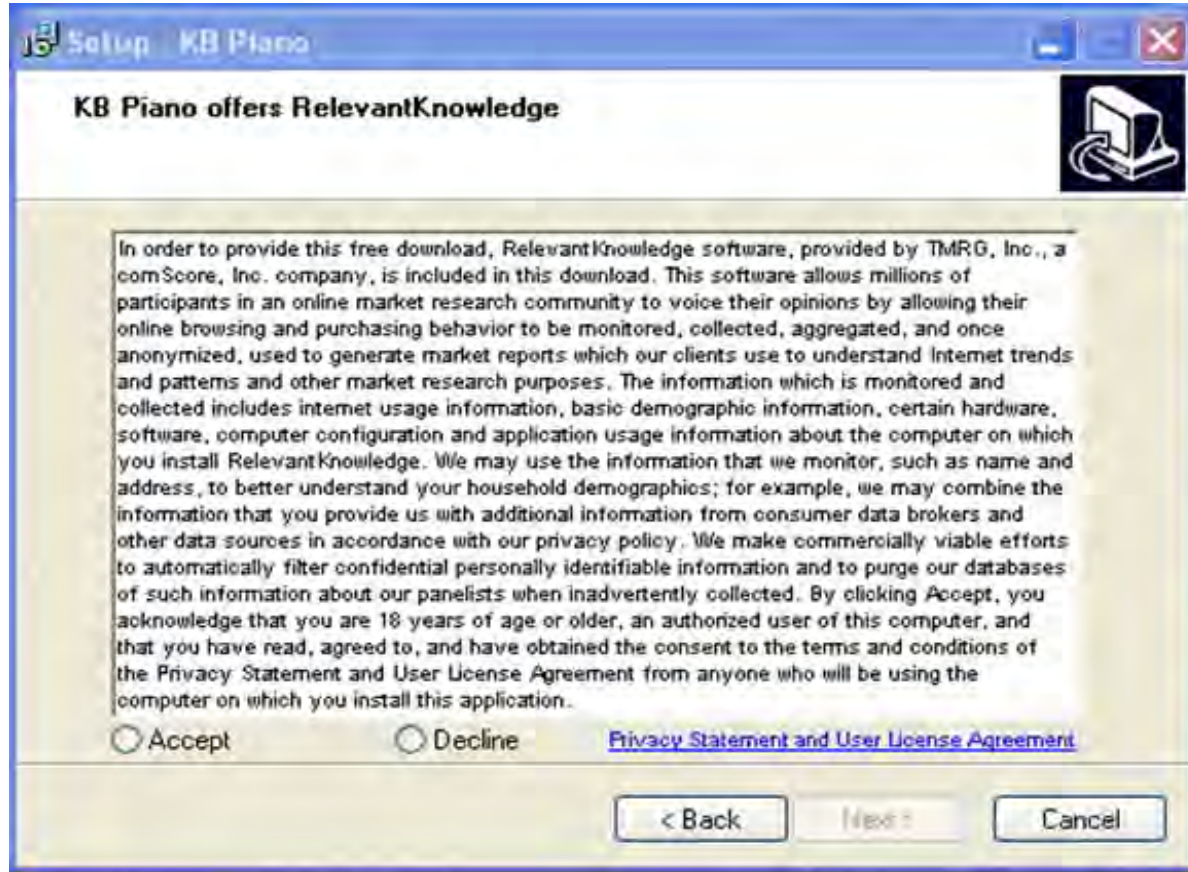 Setup KB Piano
KB Piano offers RelevantKnowledge
In order to provide this free download, RelevantKnowledge software, provided by TMRG, Inc., a
comScore, Inc. company, is included in this download. This software allows millions of
participants in an online market research community to voice their opinions by allowing their
online browsing and purchasing behavior to be monitored, collected, aggregated, and once
anonymized, used to generate market reports which our clients use to understand Internet trends
and patterns and other market research purposes. The information which is monitored and
collected includes internet usage information, basic demographic information, certain hardware,
software, computer configuration and application usage information about the computer on which
you install RelevantKnowledge. We may use the information that we monitor, such as name and
address, to better understand your household demographics; for example, we may combine the
information that you provide us with additional information from consumer data brokers and
other data sources in accordance with our privacy policy. We make commercially viable efforts
to automatically filter confidential personally identifiable information and to purge our databases
of such information about our panelists when inadvertently collected. By clicking Accept, you
acknowledge that you are 18 years of age or older, an authorized user of this computer, and
that you have read, agreed to, and have obtained the consent to the terms and conditions of
the Privacy Statement and User License Agreement from anyone who will be using the
computer on which you install this application.
Accept Decline Privacy Statement and User License Agreement
< Back Next > Cancel